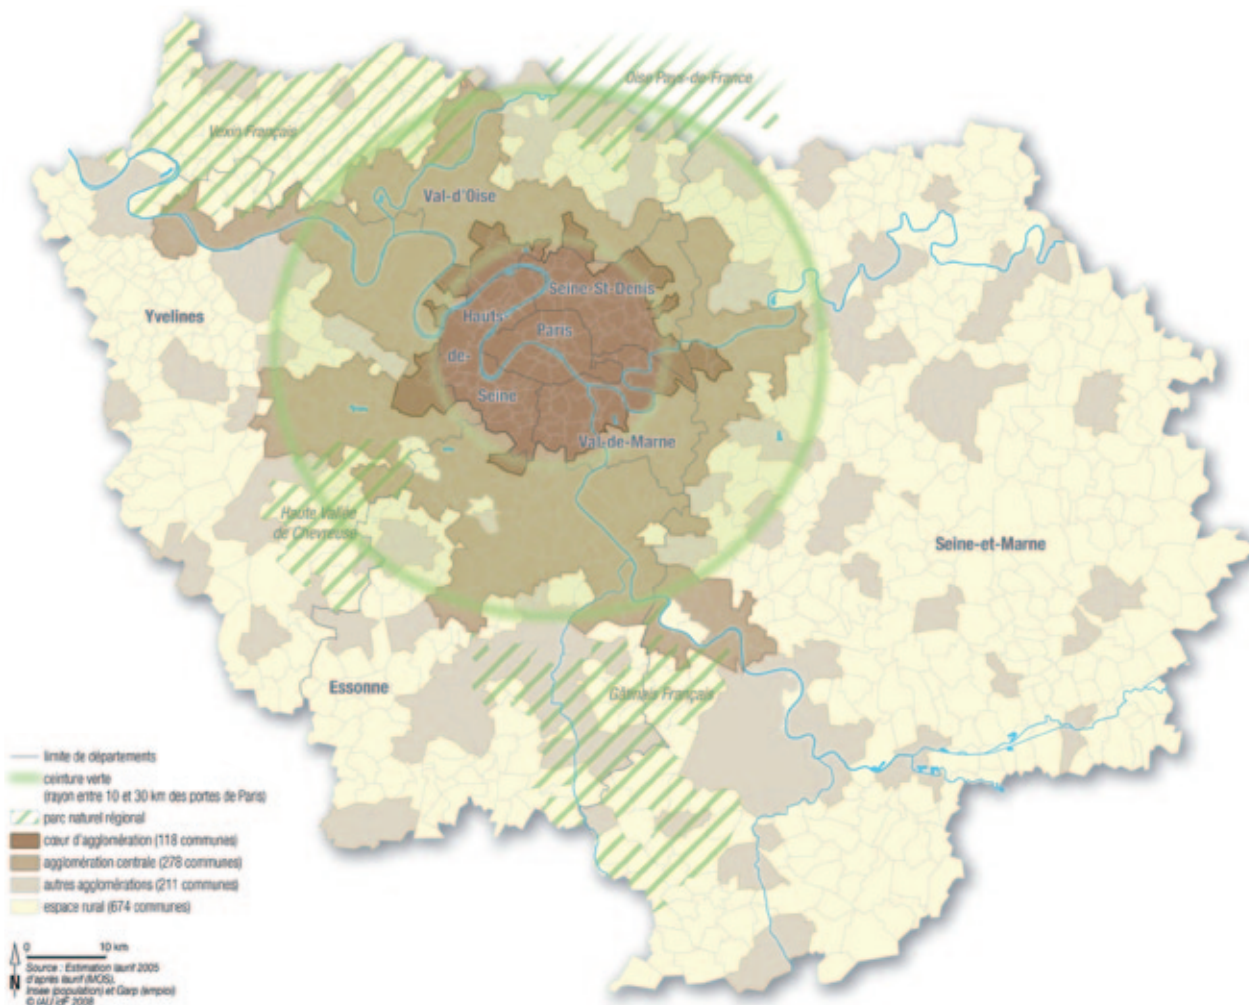 Oise Pays-de-France
Vexin Français
Val-d'Oise
Seine-St-Denis
Yvelines
Hauts-
Paris
de-
Seine
Val-de-Marne
Haute Vallée
de Chevreuse
Seine-et-Marne
Essonne
Gâtinais Français
limite de départements
ceinture verte
(rayon entre 10 et 30 km des portes de Paris)
parc naturel régional
cœur d'agglomération (118 communes)
agglomération centrale (278 communes)
autres agglomérations (211 communes)
espace rural (674 communes)
0 10 km
N
Source : Estimation Iaurif 2005
d'après Iaurif (MOS),
Insee (population) et Garp (emploi)
© IAU îdF 2008